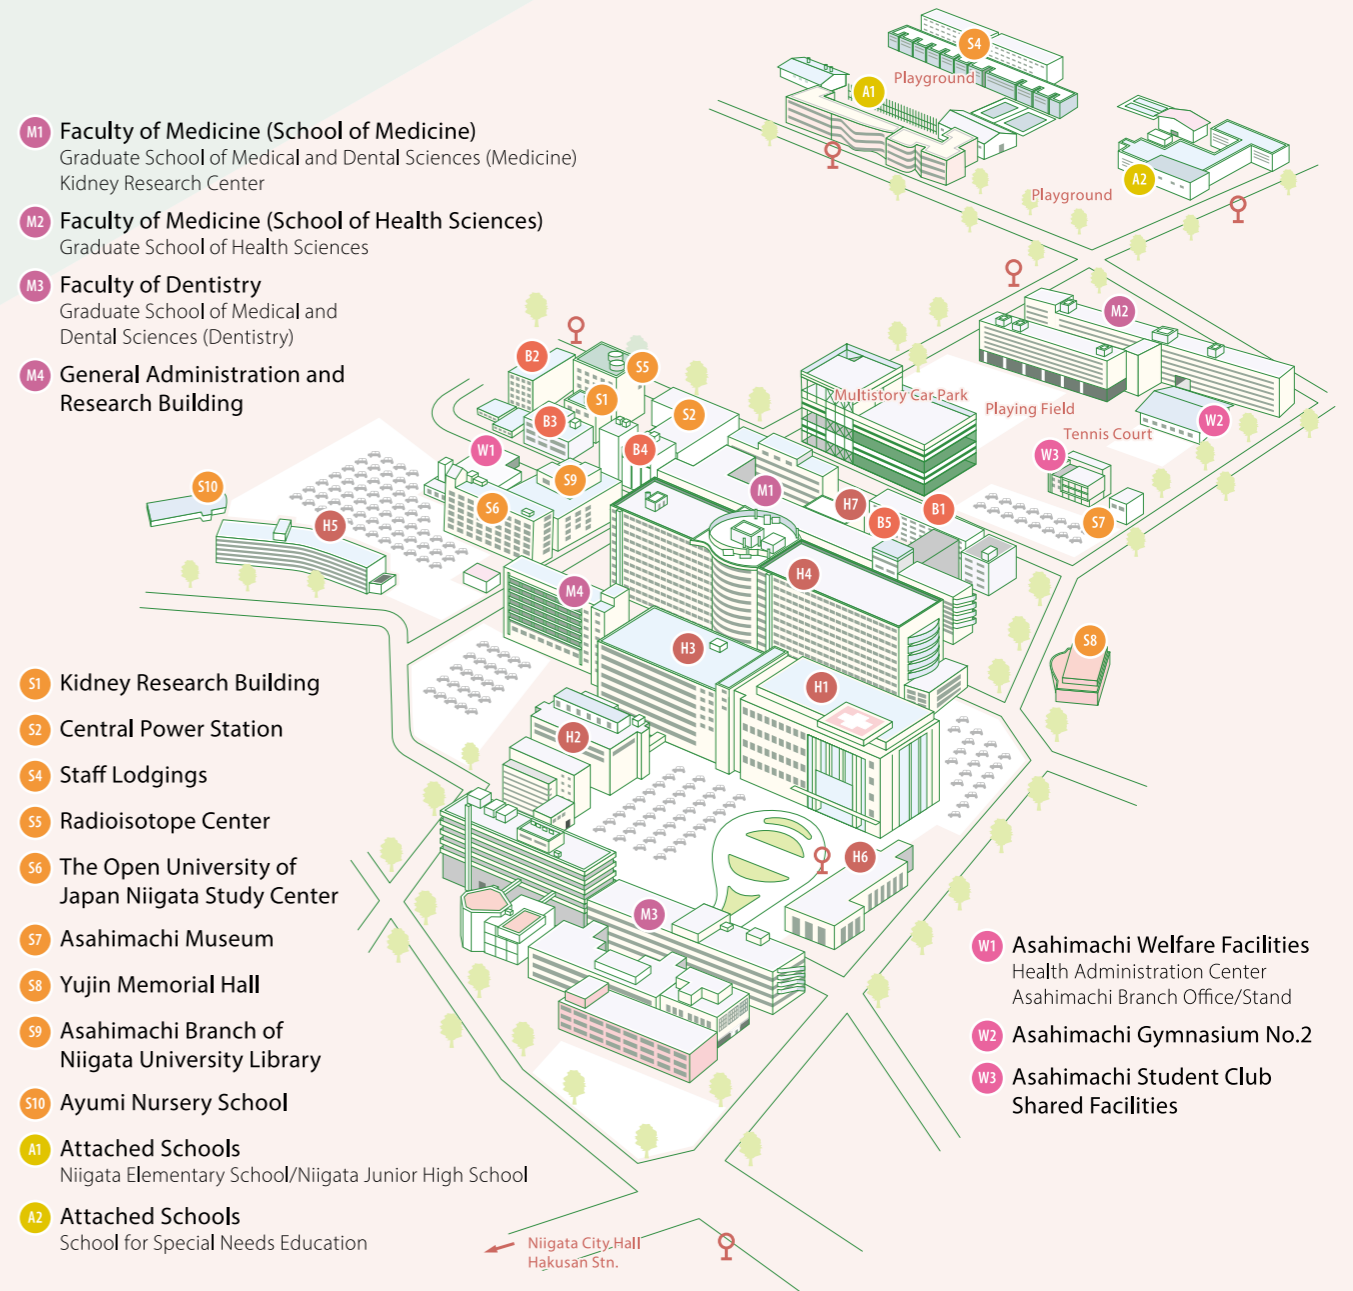 M1 Faculty of Medicine (School of Medicine)
Graduate School of Medical and Dental Sciences (Medicine)
Kidney Research Center
M2 Faculty of Medicine (School of Health Sciences)
Graduate School of Health Sciences
M3 Faculty of Dentistry
Graduate School of Medical and
Dental Sciences (Dentistry)
M4 General Administration and
Research Building
S4
Playground
A1
A2
Playground
M2
B2
S5
S1
S2
B3
B4
W1
S9
S6
Multistory Car Park
Playing Field
Tennis Court
W2
W3
S7
M1
H7
B5
B1
S10
H5
M4
H4
H3
H1
S8
H2
H6
M3
S1 Kidney Research Building
S2 Central Power Station
S4 Staff Lodgings
S5 Radioisotope Center
S6 The Open University of
Japan Niigata Study Center
S7 Asahimachi Museum
S8 Yujin Memorial Hall
S9 Asahimachi Branch of
Niigata University Library
S10 Ayumi Nursery School
A1 Attached Schools
Niigata Elementary School/Niigata Junior High School
A2 Attached Schools
School for Special Needs Education
W1 Asahimachi Welfare Facilities
Health Administration Center
Asahimachi Branch Office/Stand
W2 Asahimachi Gymnasium No.2
W3 Asahimachi Student Club
Shared Facilities
Niigata City Hall
Hakusan Stn.